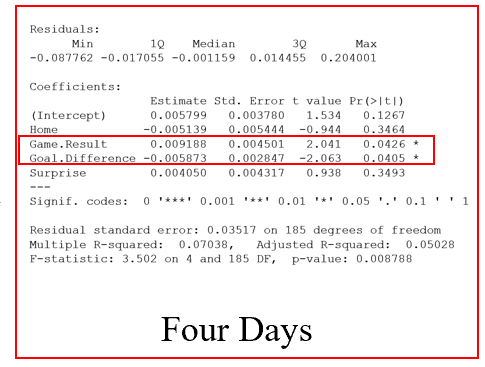 Residuals:
Min 1Q Median 3Q Max
-0.087762 -0.017055 -0.001159 0.014455 0.204001
Coefficients:
Estimate Std. Error t value Pr(>|t|)
(Intercept) 0.005799 0.003780 1.534 0.1267
Home -0.005139 0.005444 -0.944 0.3464
Game.Result 0.009188 0.004501 2.041 0.0426 *
Goal.Difference -0.005873 0.002847 -2.063 0.0405 *
Surprise 0.004050 0.004317 0.938 0.3493
---
Signif. codes: 0 '***' 0.001 '**' 0.01 '*' 0.05 '.' 0.1 ' ' 1
Residual standard error: 0.03517 on 185 degrees of freedom
Multiple R-squared: 0.07038, Adjusted R-squared: 0.05028
F-statistic: 3.502 on 4 and 185 DF, p-value: 0.008788
Four Days